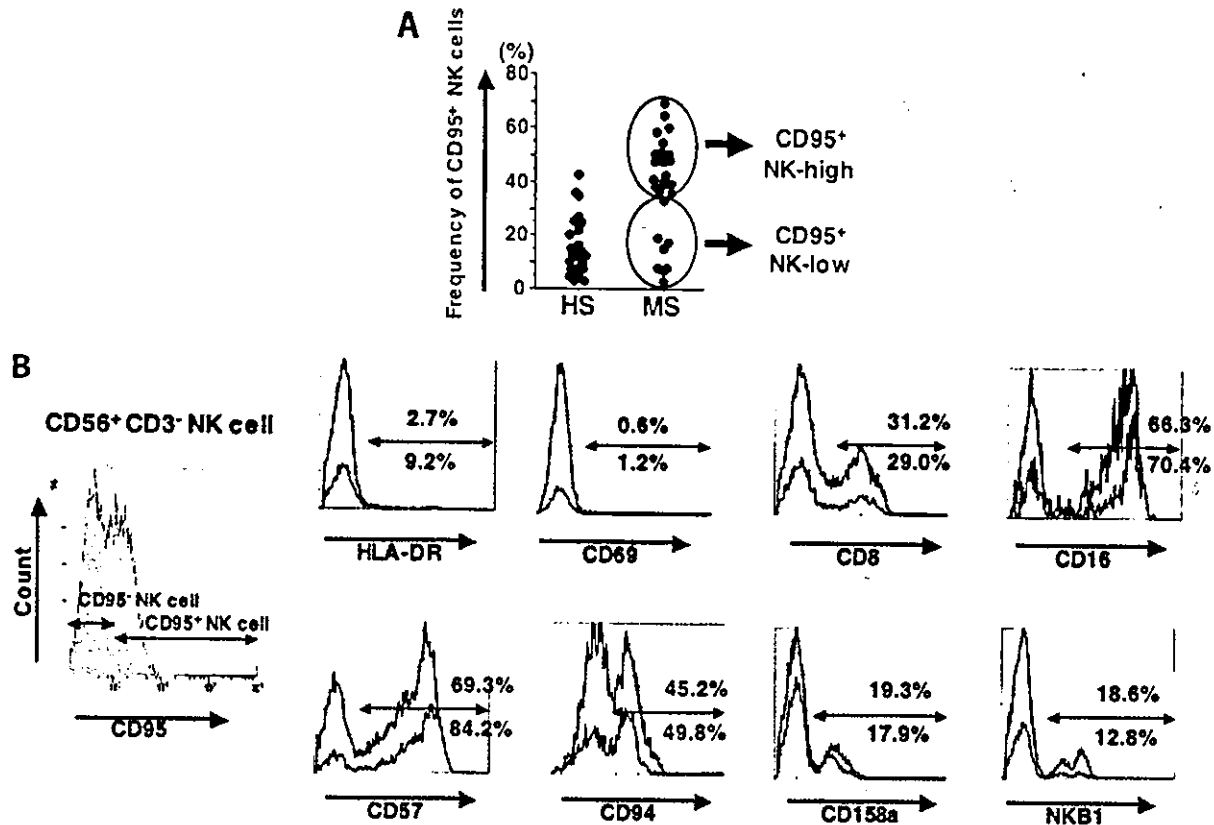 A
(%)
Frequency of CD95⁺ NK cells
80
60
40
20
0
HS
MS
CD95⁺
NK-high
CD95⁺
NK-low
B
CD56⁺ CD3⁻ NK cell
Count
CD95⁻ NK cell
CD95⁺ NK cell
CD95
2.7%
9.2%
HLA-DR
0.6%
1.2%
CD69
31.2%
29.0%
CD8
66.3%
70.4%
CD16
69.3%
84.2%
CD57
45.2%
49.8%
CD94
19.3%
17.9%
CD158a
18.6%
12.8%
NKB1